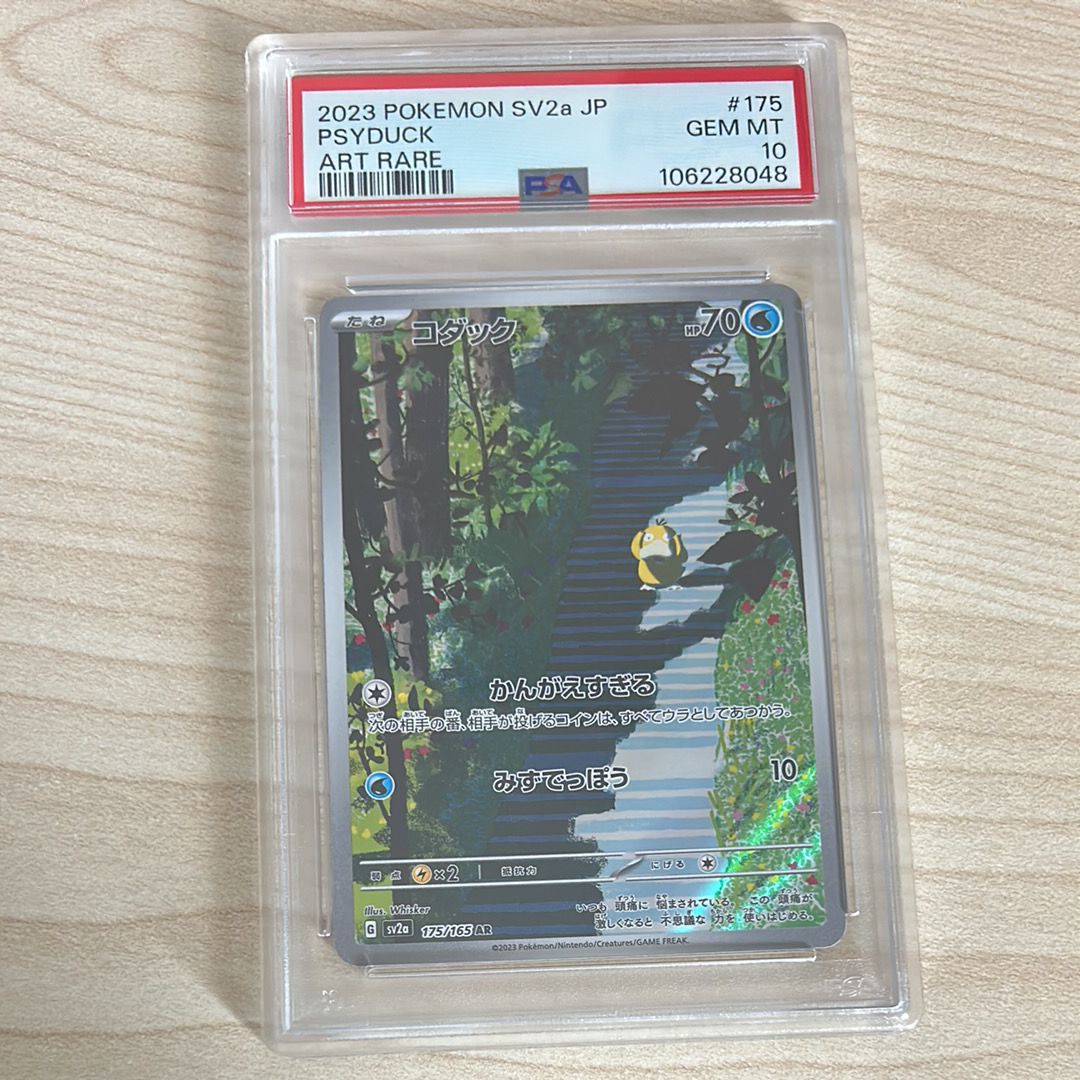 2023 POKEMON SV2a JP #175
PSYDUCK GEM MT
ART RARE 10
PSA 106228048
たね コダック HP70
かんがえすぎる
次の相手の番、相手が投げるコインは、すべてウラとしてあつかう。
みずでっぽう 10
弱点 ×2 抵抗力 にげる
Illus. Whisker
いつも 頭痛に 悩まされている。 この 頭痛が
激しくなると 不思議な 力を 使いはじめる。
G sv2a 175/165 AR
©2023 Pokémon/Nintendo/Creatures/GAME FREAK.